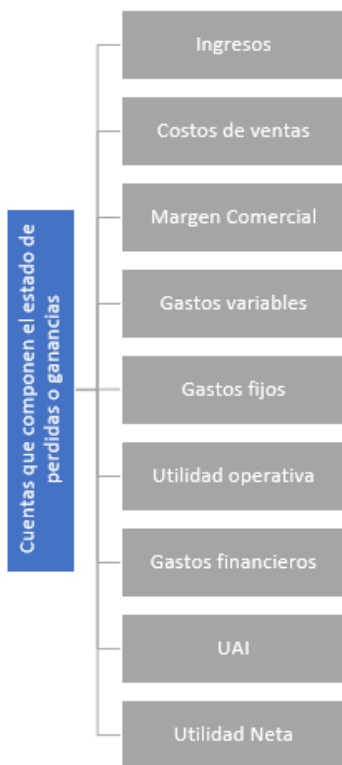 Cuentas que componen el estado de
perdidas o ganancias
Ingresos
Costos de ventas
Margen Comercial
Gastos variables
Gastos fijos
Utilidad operativa
Gastos financieros
UAI
Utilidad Neta